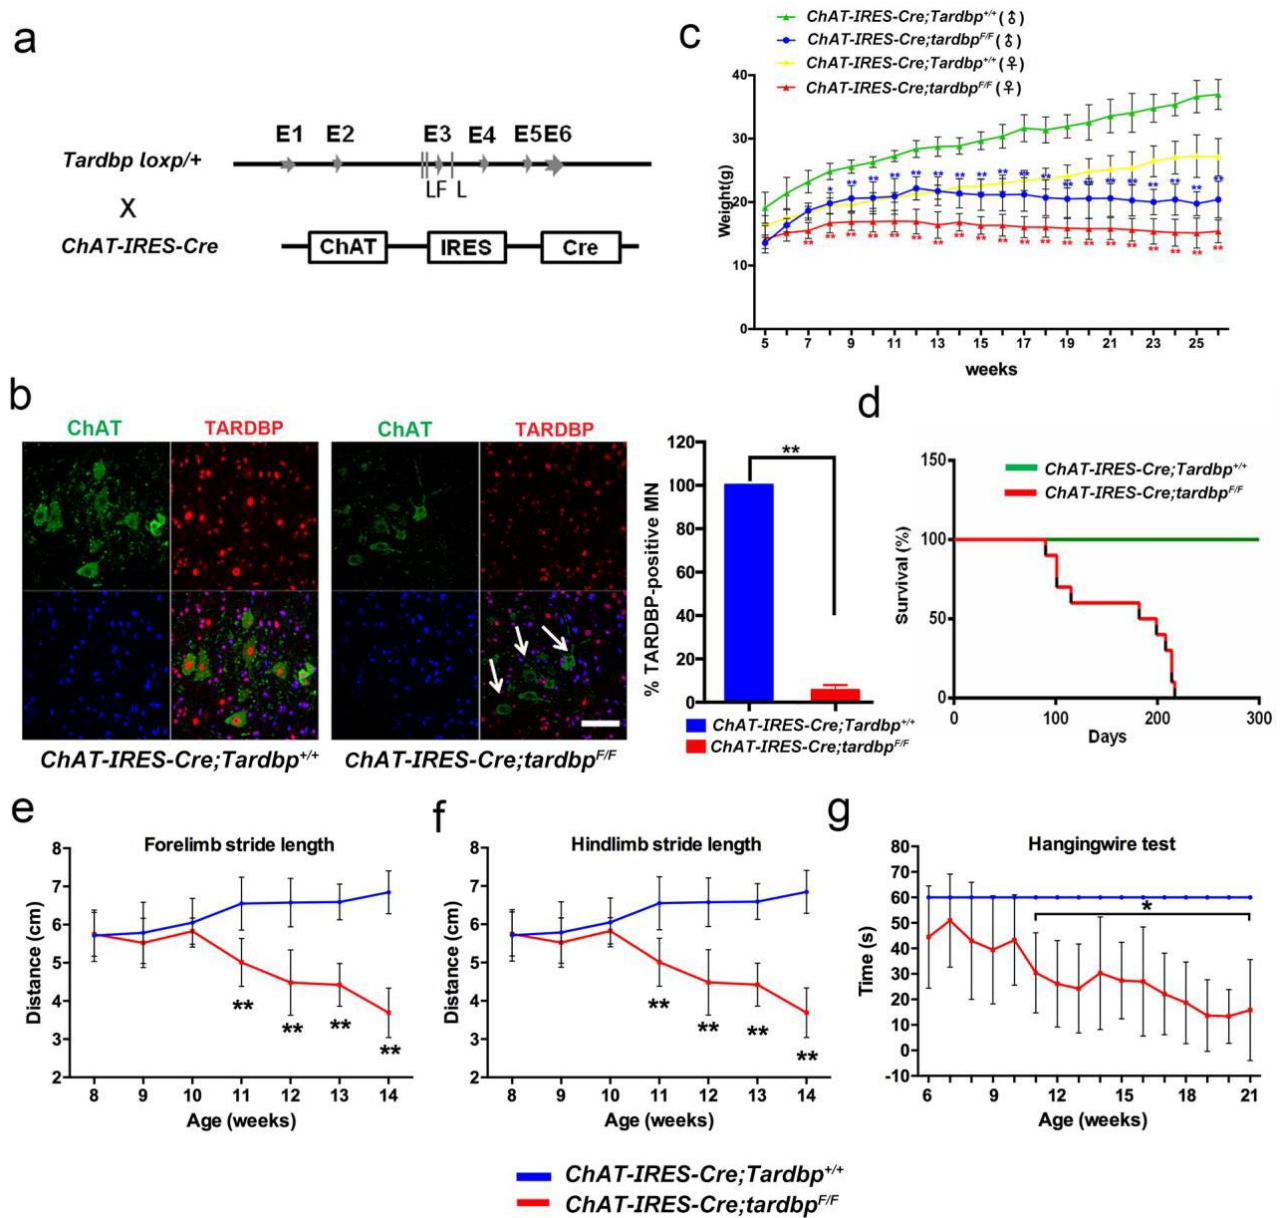 a
E1 E2 E3 E4 E5 E6
Tardbp loxp/+
LF L
X
ChAT-IRES-Cre
ChAT IRES Cre
c
ChAT-IRES-Cre;Tardbp+/+ (♂)
ChAT-IRES-Cre;tardbpF/F (♂)
ChAT-IRES-Cre;Tardbp+/+ (♀)
ChAT-IRES-Cre;tardbpF/F (♀)
Weight(g)
40
30
20
10
0
* ** ** ** ** ** ** ** ** ** ** ** ** ** ** ** ** ** **
** ** ** ** ** ** ** ** ** ** ** ** ** ** ** ** ** ** ** **
5 7 9 11 13 15 17 19 21 23 25
weeks
b
ChAT TARDBP ChAT TARDBP
ChAT-IRES-Cre;Tardbp+/+ ChAT-IRES-Cre;tardbpF/F
% TARDBP-positive MN
120
100
80
60
40
20
0
**
ChAT-IRES-Cre;Tardbp+/+
ChAT-IRES-Cre;tardbpF/F
d
ChAT-IRES-Cre;Tardbp+/+
ChAT-IRES-Cre;tardbpF/F
Survival (%)
150
100
50
0
0 100 200 300
Days
e
Forelimb stride length
Distance (cm)
8
7
6
5
4
3
2
** ** ** **
8 9 10 11 12 13 14
Age (weeks)
f
Hindlimb stride length
Distance (cm)
8
7
6
5
4
3
2
** ** ** **
8 9 10 11 12 13 14
Age (weeks)
g
Hangingwire test
Time (s)
80
70
60
50
40
30
20
10
0
-10
*
6 9 12 15 18 21
Age (weeks)
ChAT-IRES-Cre;Tardbp+/+
ChAT-IRES-Cre;tardbpF/F